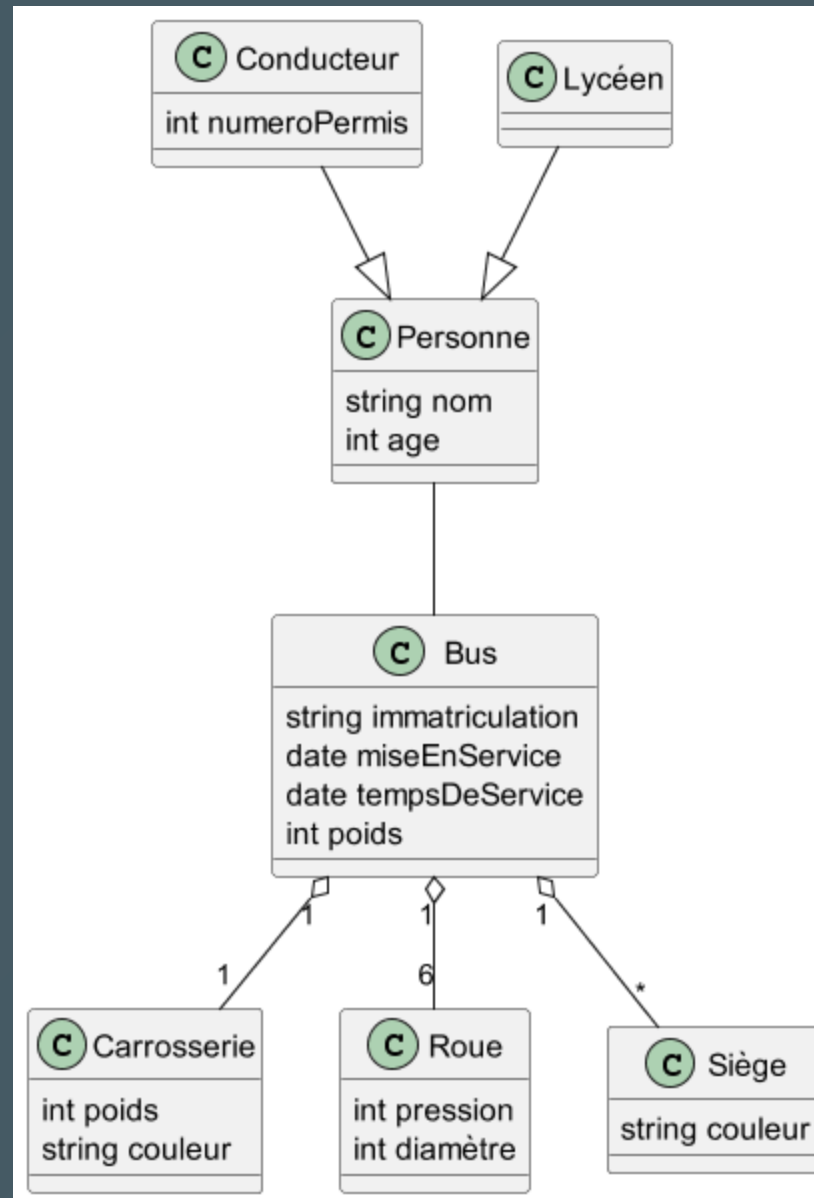 C Conducteur
int numeroPermis
C Lycéen
C Personne
string nom
int age
C Bus
string immatriculation
date miseEnService
date tempsDeService
int poids
1 1 1
1 6 *
C Carrosserie
int poids
string couleur
C Roue
int pression
int diamètre
C Siège
string couleur